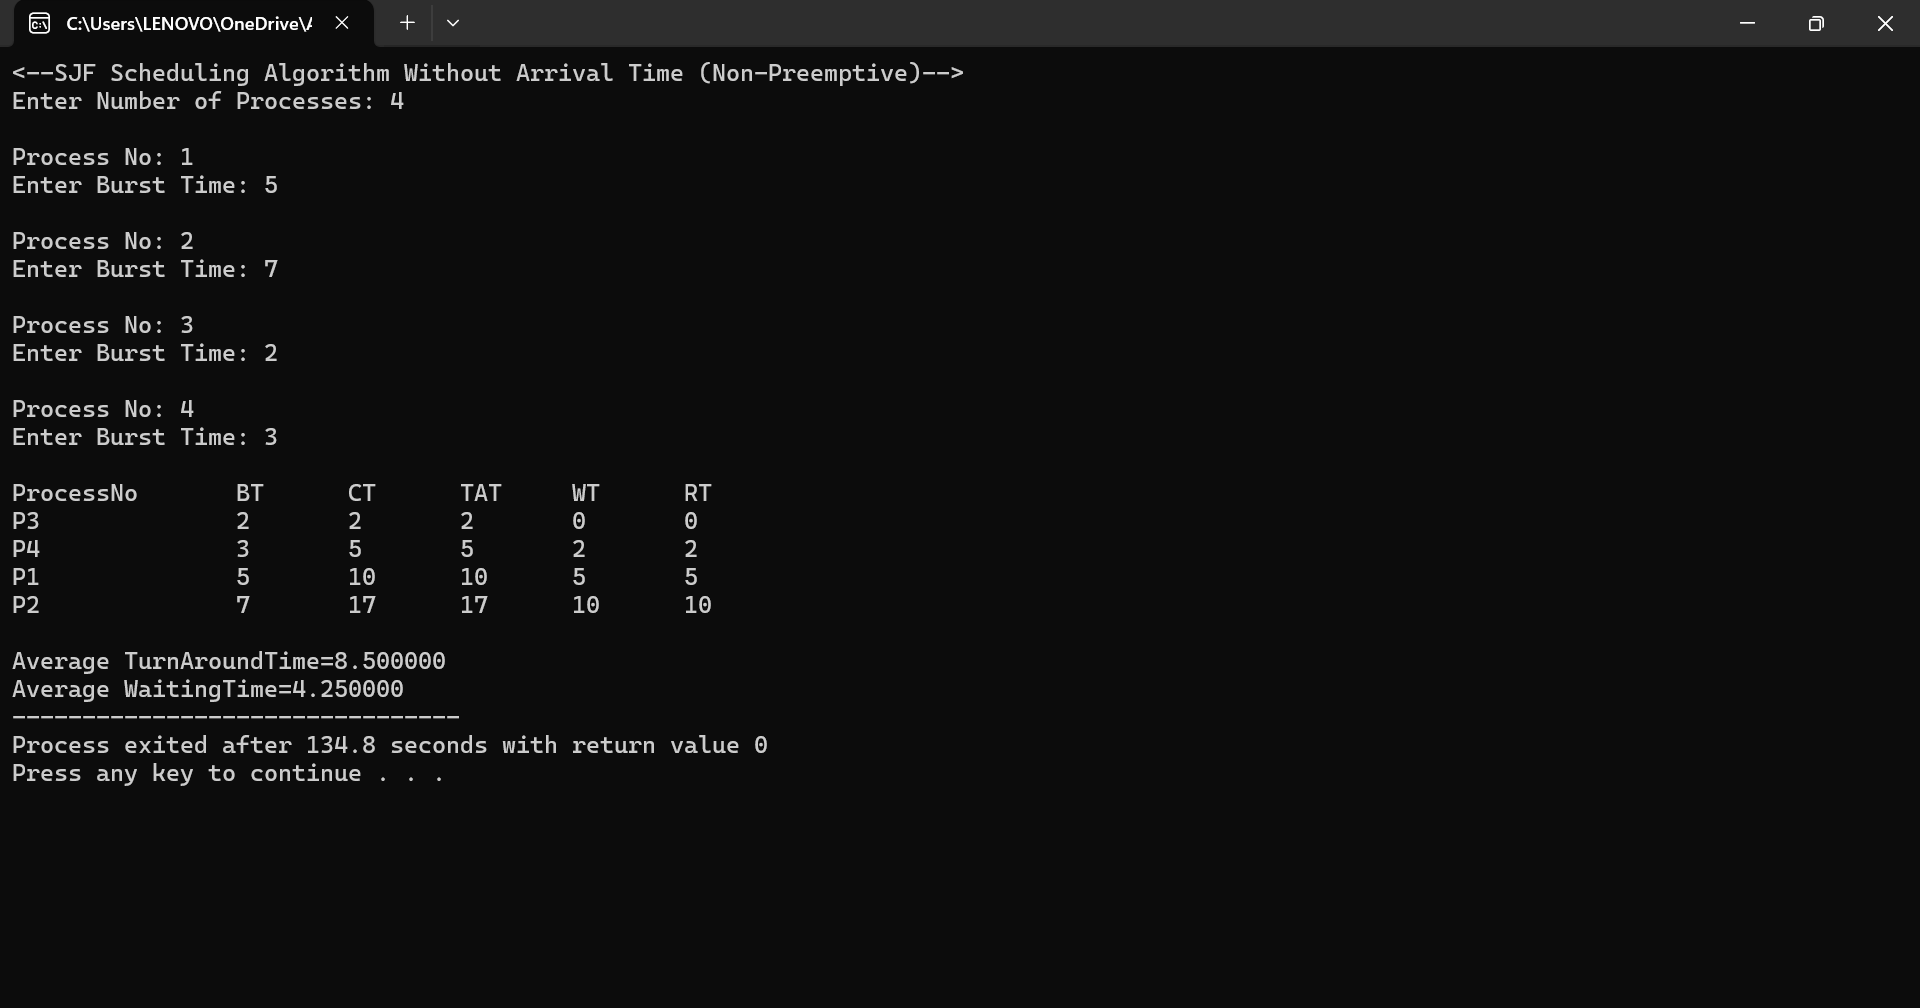 C:\Users\LENOVO\OneDrive\
<--SJF Scheduling Algorithm Without Arrival Time (Non-Preemptive)-->
Enter Number of Processes: 4
Process No: 1
Enter Burst Time: 5
Process No: 2
Enter Burst Time: 7
Process No: 3
Enter Burst Time: 2
Process No: 4
Enter Burst Time: 3
ProcessNo BT CT TAT WT RT
P3 2 2 2 0 0
P4 3 5 5 2 2
P1 5 10 10 5 5
P2 7 17 17 10 10
Average TurnAroundTime=8.500000
Average WaitingTime=4.250000
--------------------------------
Process exited after 134.8 seconds with return value 0
Press any key to continue . . .